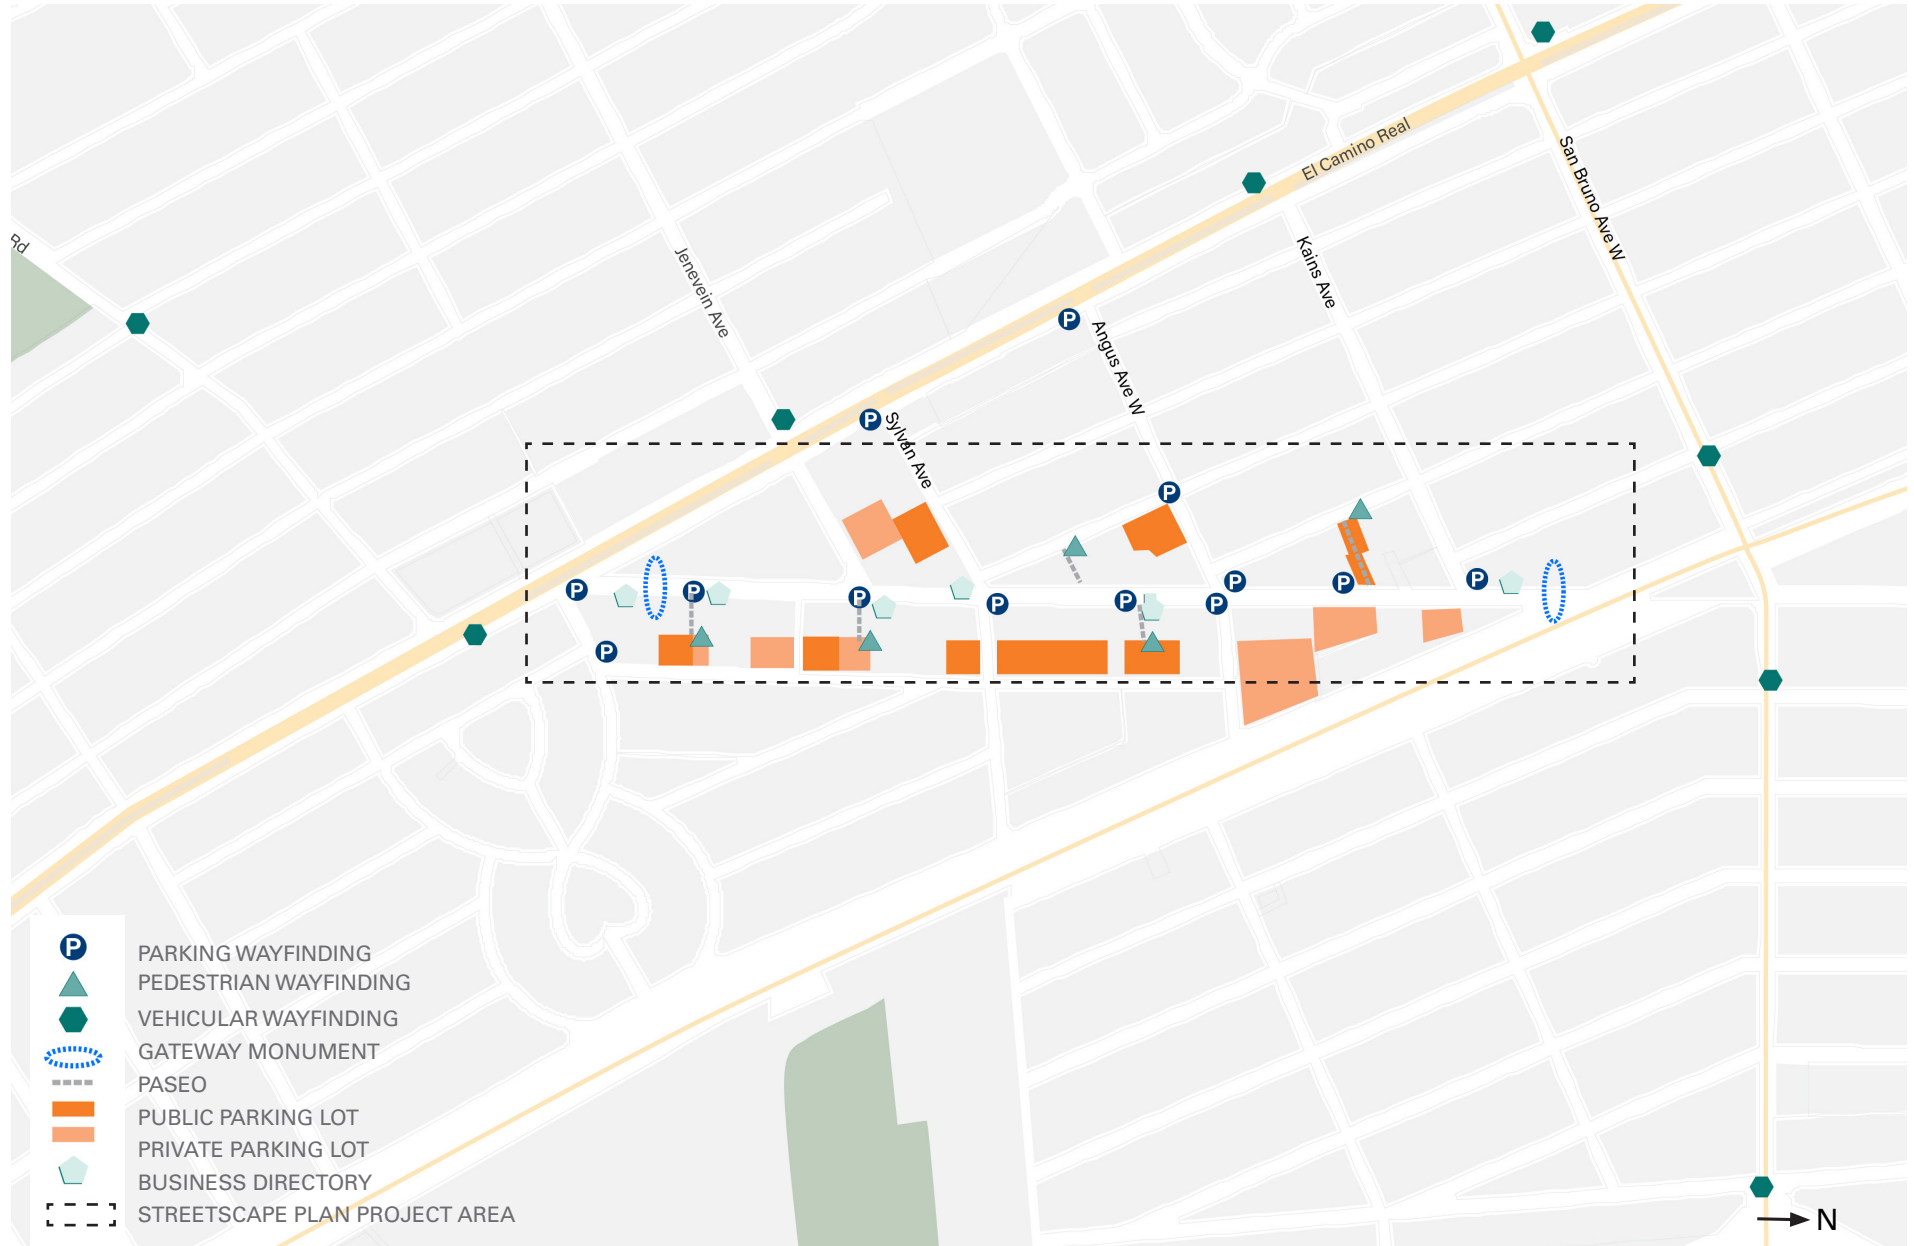 El Camino Real
San Bruno Ave W
Rd
Jenevein Ave
Kains Ave
P
Angus Ave W
P
Sylvan Ave
P
P
P
P
P
P
P
P
P
P
P
P
P PARKING WAYFINDING
PEDESTRIAN WAYFINDING
VEHICULAR WAYFINDING
GATEWAY MONUMENT
PASEO
PUBLIC PARKING LOT
PRIVATE PARKING LOT
BUSINESS DIRECTORY
STREETSCAPE PLAN PROJECT AREA
N